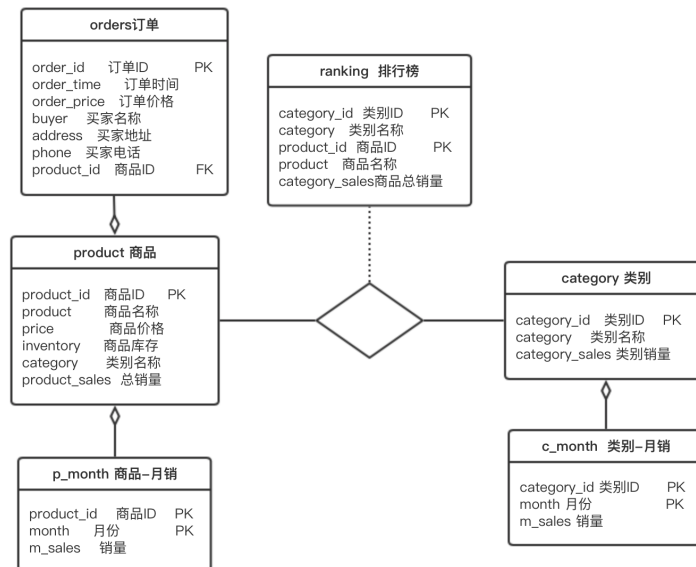 orders订单
order_id 订单ID PK
order_time 订单时间
order_price 订单价格
buyer 买家名称
address 买家地址
phone 买家电话
product_id 商品ID FK
ranking 排行榜
category_id 类别ID PK
category 类别名称
product_id 商品ID PK
product 商品名称
category_sales商品总销量
product 商品
product_id 商品ID PK
product 商品名称
price 商品价格
inventory 商品库存
category 类别名称
product_sales 总销量
category 类别
category_id 类别ID PK
category 类别名称
category_sales 类别销量
p_month 商品-月销
product_id 商品ID PK
month 月份 PK
m_sales 销量
c_month 类别-月销
category_id 类别ID PK
month 月份 PK
m_sales 销量